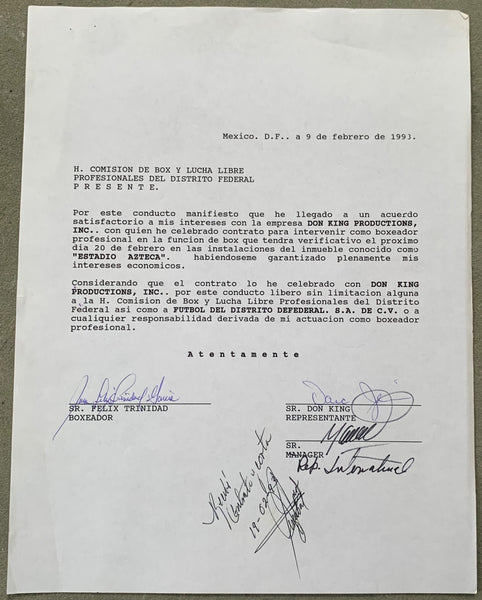 Mexico. D.F.. a 9 de febrero de 1993.
H. COMISION DE BOX Y LUCHA LIBRE
PROFESIONALES DEL DISTRITO FEDERAL
P R E S E N T E.
Por este conducto manifiesto que he llegado a un acuerdo
satisfactorio a mis intereses con la empresa DON KING PRODUCTIONS,
INC.. con quien he celebrado contrato para intervenir como boxeador
profesional en la funcion de box que tendra verificativo el proximo
dia 20 de febrero en las instalaciones del inmueble conocido como
"ESTADIO AZTECA". habiendoseme garantizado plenamente mis
intereses economicos.
Considerando que el contrato lo he celebrado con DON KING
PRODUCTIONS, INC.. por este conducto libero sin limitacion alguna
a la H. Comision de Box y Lucha Libre Profesionales del Distrito
Federal asi como a FUTBOL DEL DISTRITO DEFEDERAL. S.A. DE C.V. o a
cualquier responsabilidad derivada de mi actuacion como boxeador
profesional.
A t e n t a m e n t e
SR. FELIX TRINIDAD
BOXEADOR
SR. DON KING
REPRESENTANTE
SR.
MANAGER
Rep. International
Recibi
19-02-93